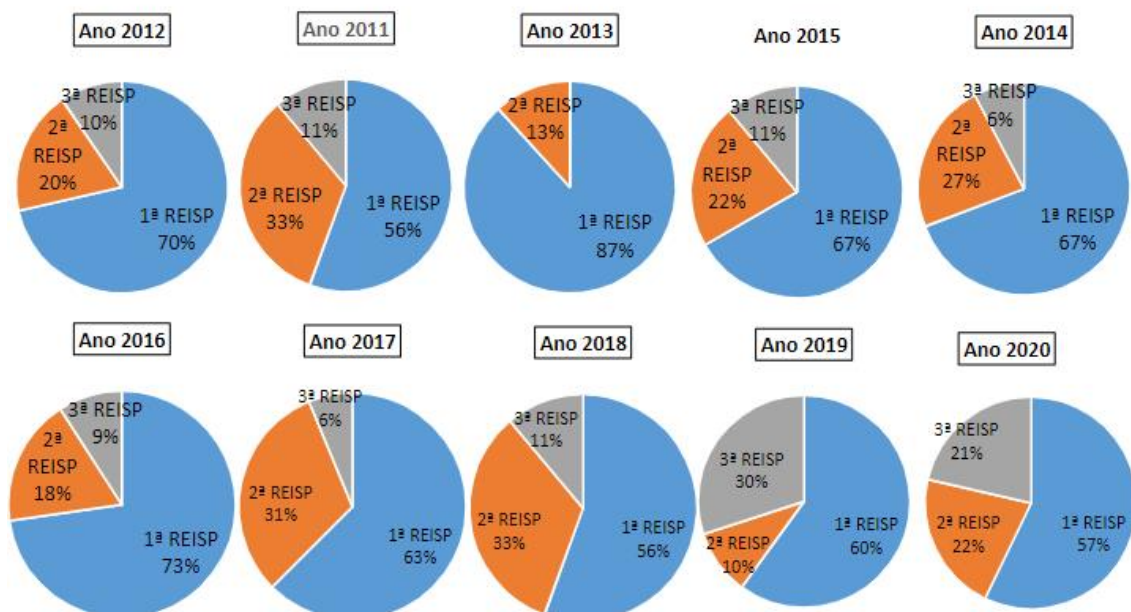 Ano 2012
3ª REISP
10%
2ª
REISP
20%
1ª REISP
70%
Ano 2011
3ª REISP
11%
2ª REISP
33%
1ª REISP
56%
Ano 2013
2ª REISP
13%
1ª REISP
87%
Ano 2015
3ª REISP
11%
2ª
REISP
22%
1ª REISP
67%
Ano 2014
3ª REISP
6%
2ª
REISP
27%
1ª REISP
67%
Ano 2016
3ª REISP
9%
2ª
REISP
18%
1ª REISP
73%
Ano 2017
3ª REISP
6%
2ª REISP
31%
1ª REISP
63%
Ano 2018
3ª REISP
11%
2ª REISP
33%
1ª REISP
56%
Ano 2019
3ª REISP
30%
2ª REISP
10%
1ª REISP
60%
Ano 2020
3ª REISP
21%
2ª REISP
22%
1ª REISP
57%